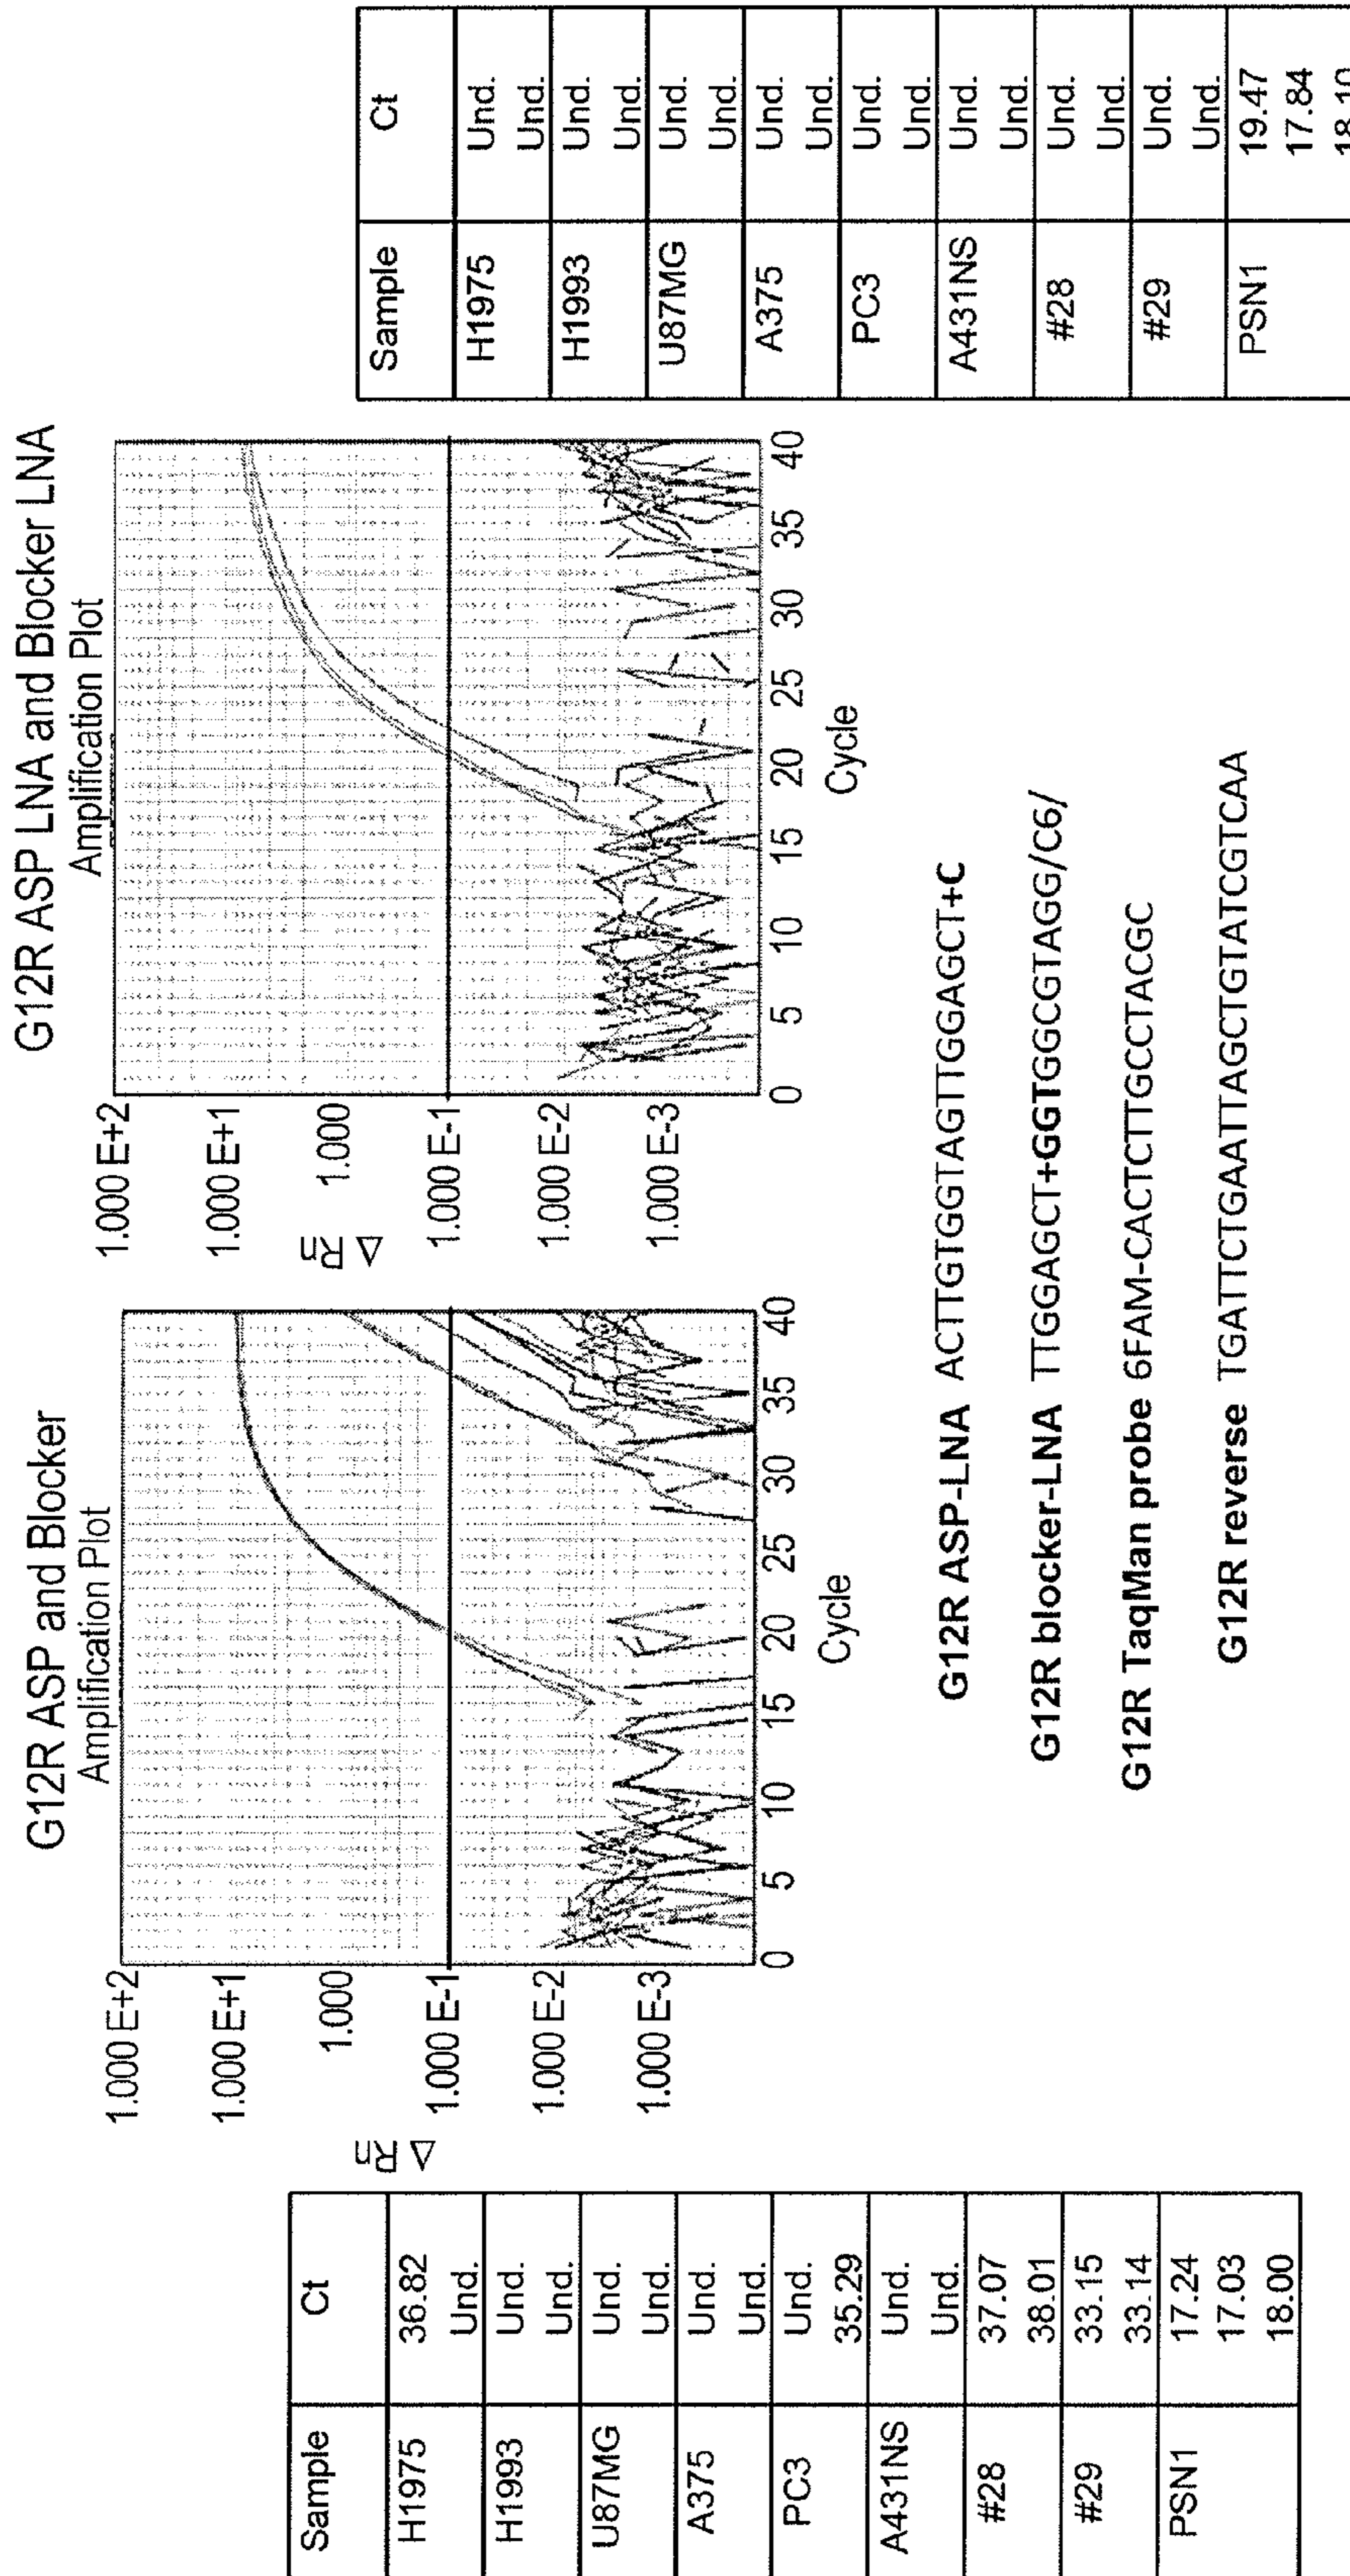 G12R ASP and Blocker
Amplification Plot
Sample Ct
H1975 36.82
Und.
H1993 Und.
Und.
U87MG Und.
Und.
A375 Und.
Und.
PC3 Und.
35.29
A431NS Und.
Und.
#28 37.07
38.01
#29 33.15
33.14
PSN1 17.24
17.03
18.00
Δ Rn
1.000 E+2
1.000 E+1
1.000
1.000 E-1
1.000 E-2
1.000 E-3
0 5 10 15 20 25 30 35 40
Cycle
G12R ASP LNA and Blocker LNA
Amplification Plot
Δ Rn
1.000 E+2
1.000 E+1
1.000
1.000 E-1
1.000 E-2
1.000 E-3
0 5 10 15 20 25 30 35 40
Cycle
Sample Ct
H1975 Und.
Und.
H1993 Und.
Und.
U87MG Und.
Und.
A375 Und.
Und.
PC3 Und.
Und.
A431NS Und.
Und.
#28 Und.
Und.
#29 Und.
Und.
PSN1 19.47
17.84
18.10
G12R ASP-LNA ACTTGTGGTAGTTGGAGCT+C
G12R blocker-LNA TTGGAGCT+GGTGGCGTAGG/C6/
G12R TaqMan probe 6FAM-CACTCTTGCCTACGC
G12R reverse TGATTCTGAATTAGCTGTATCGTCAA